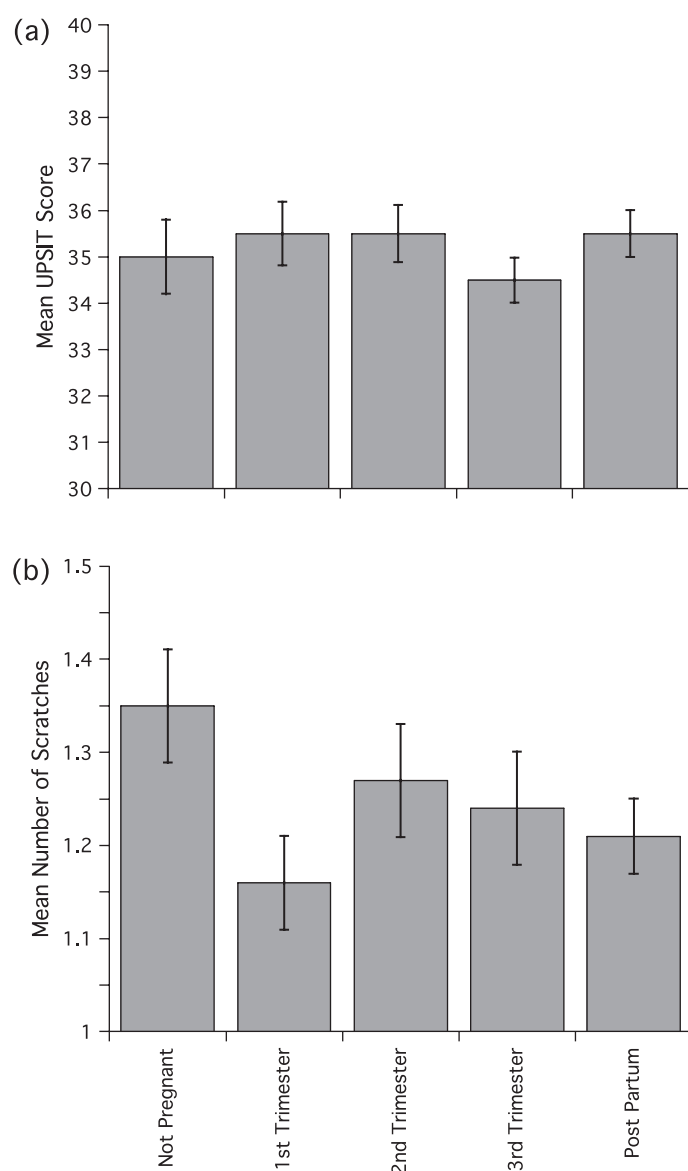 (a)
Mean UPSIT Score
40
39
38
37
36
35
34
33
32
31
30
(b)
Mean Number of Scratches
1.5
1.4
1.3
1.2
1.1
1
Not Pregnant
1st Trimester
2nd Trimester
3rd Trimester
Post Partum